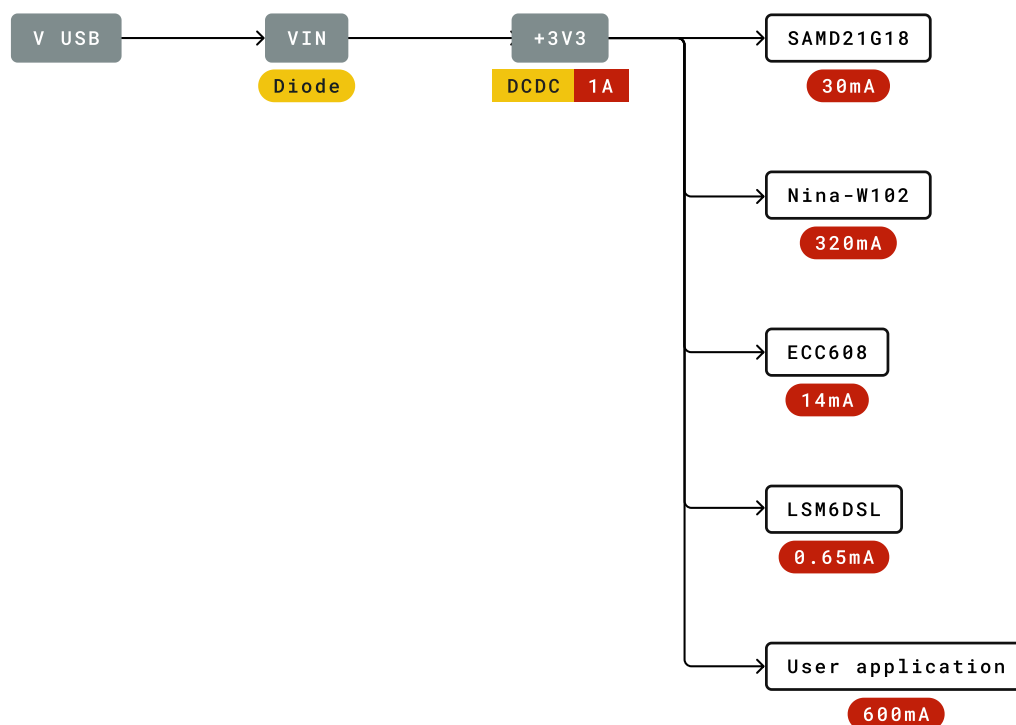 V USB
VIN
+3V3
SAMD21G18
Diode
DCDC
1A
30mA
Nina-W102
320mA
ECC608
14mA
LSM6DSL
0.65mA
User application
600mA